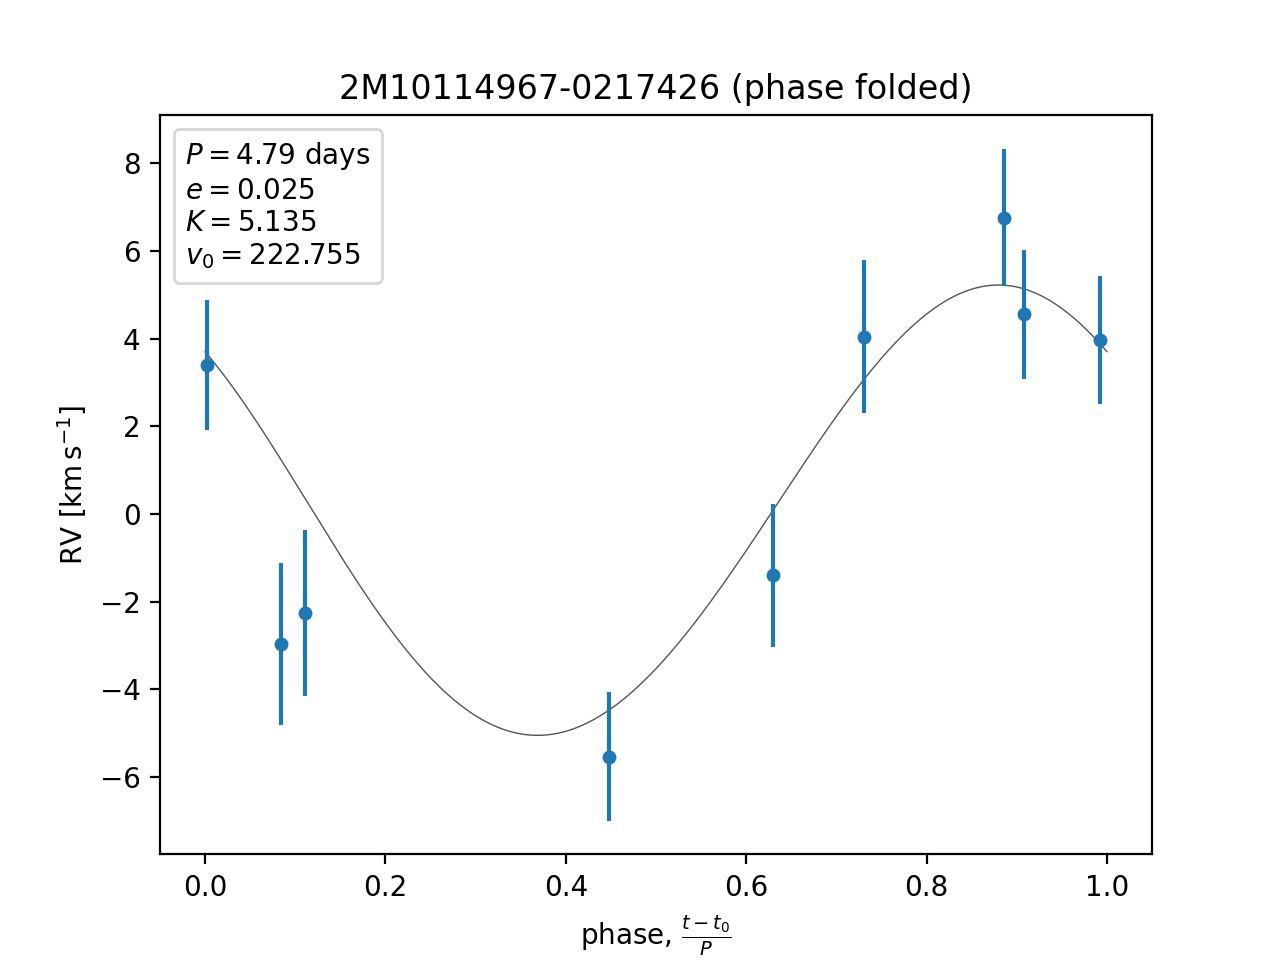 2M10114967-0217426 (phase folded)
P = 4.79 days
e = 0.025
K = 5.135
v₀ = 222.755
8
6
4
2
0
−2
−4
−6
RV [km s⁻¹]
0.0 0.2 0.4 0.6 0.8 1.0
phase, (t − t₀)/P